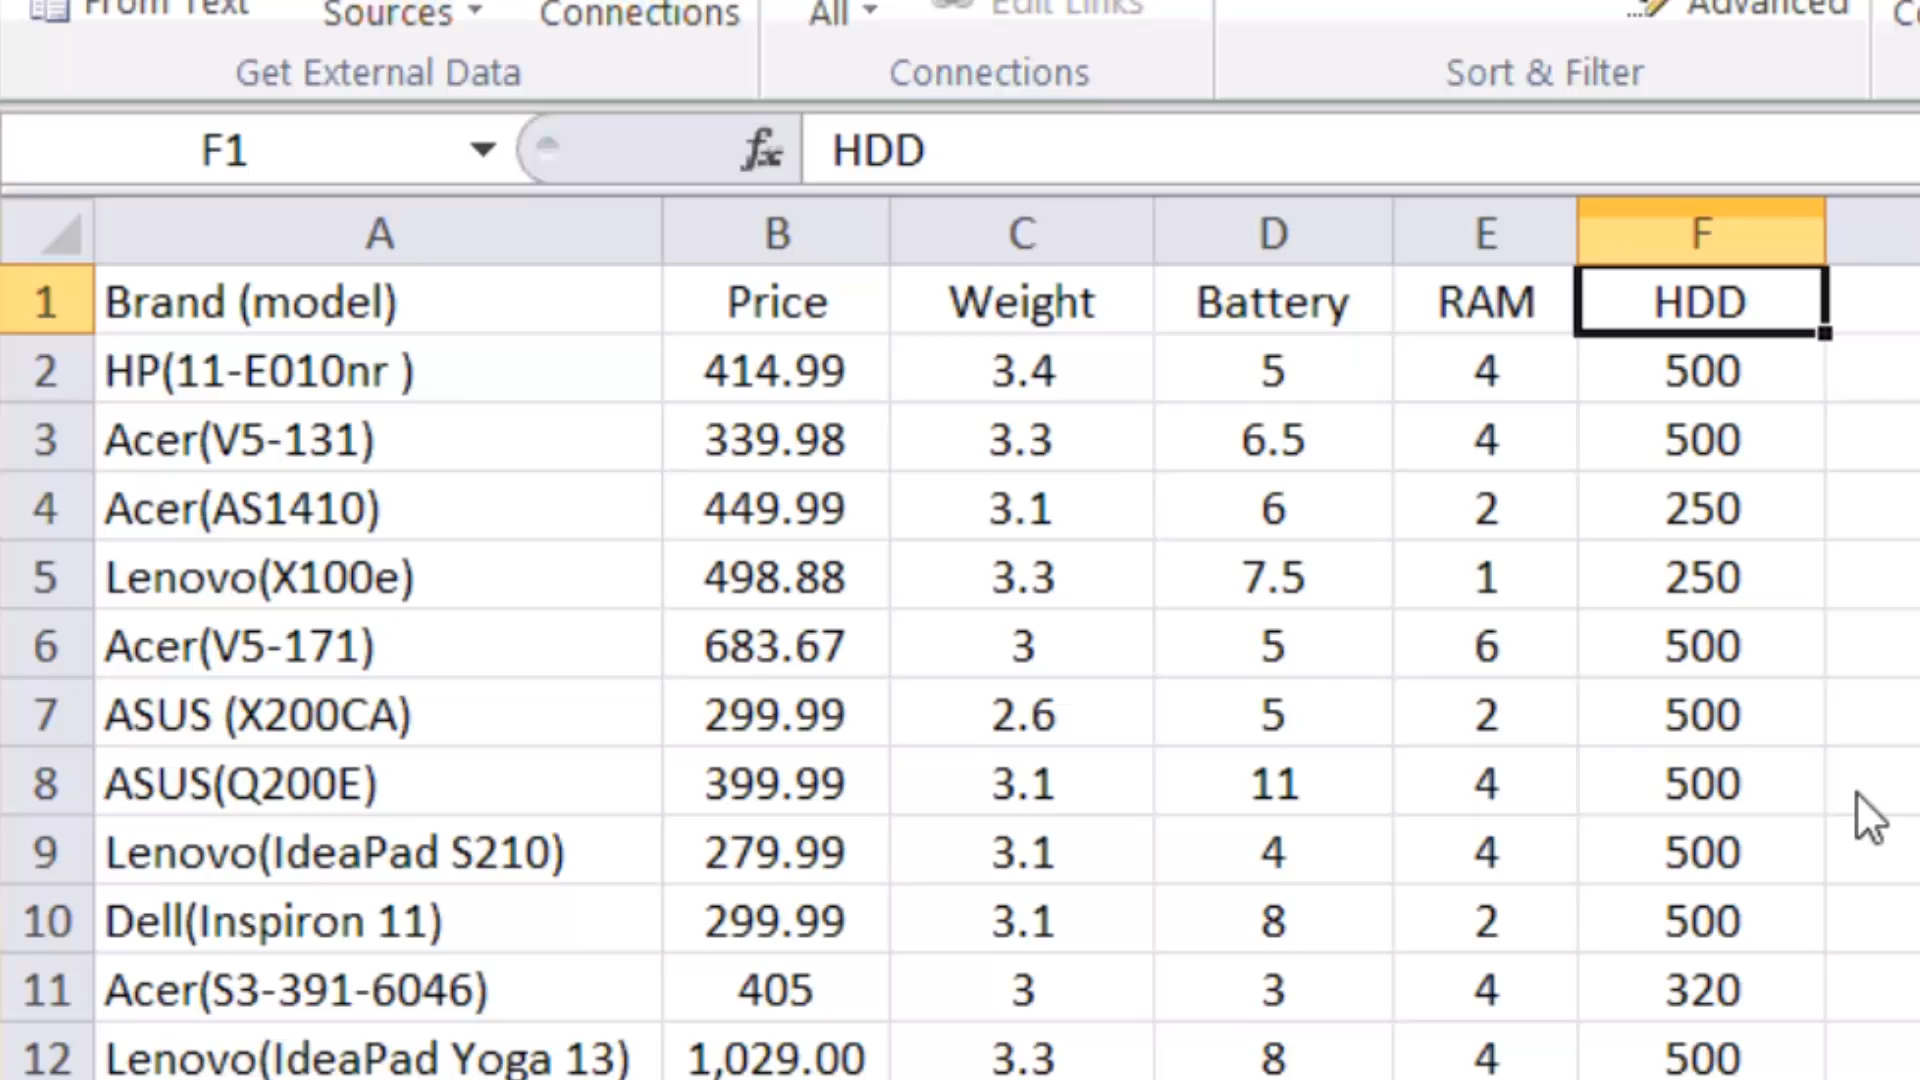 From Text Sources Connections All Edit Links Advanced
Get External Data Connections Sort & Filter
F1 fx HDD
A B C D E F
1 Brand (model) Price Weight Battery RAM HDD
2 HP(11-E010nr ) 414.99 3.4 5 4 500
3 Acer(V5-131) 339.98 3.3 6.5 4 500
4 Acer(AS1410) 449.99 3.1 6 2 250
5 Lenovo(X100e) 498.88 3.3 7.5 1 250
6 Acer(V5-171) 683.67 3 5 6 500
7 ASUS (X200CA) 299.99 2.6 5 2 500
8 ASUS(Q200E) 399.99 3.1 11 4 500
9 Lenovo(IdeaPad S210) 279.99 3.1 4 4 500
10 Dell(Inspiron 11) 299.99 3.1 8 2 500
11 Acer(S3-391-6046) 405 3 3 4 320
12 Lenovo(IdeaPad Yoga 13) 1,029.00 3.3 8 4 500